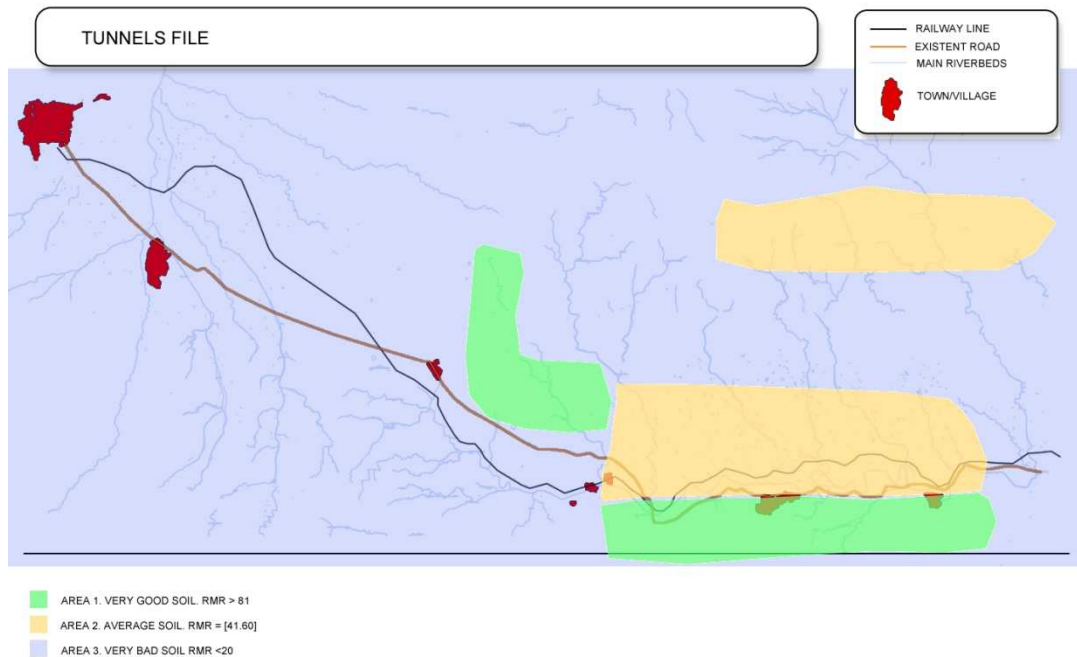 TUNNELS FILE
RAILWAY LINE
EXISTENT ROAD
MAIN RIVERBEDS
TOWN/VILLAGE
AREA 1. VERY GOOD SOIL. RMR > 81
AREA 2. AVERAGE SOIL. RMR = [41.60]
AREA 3. VERY BAD SOIL RMR <20